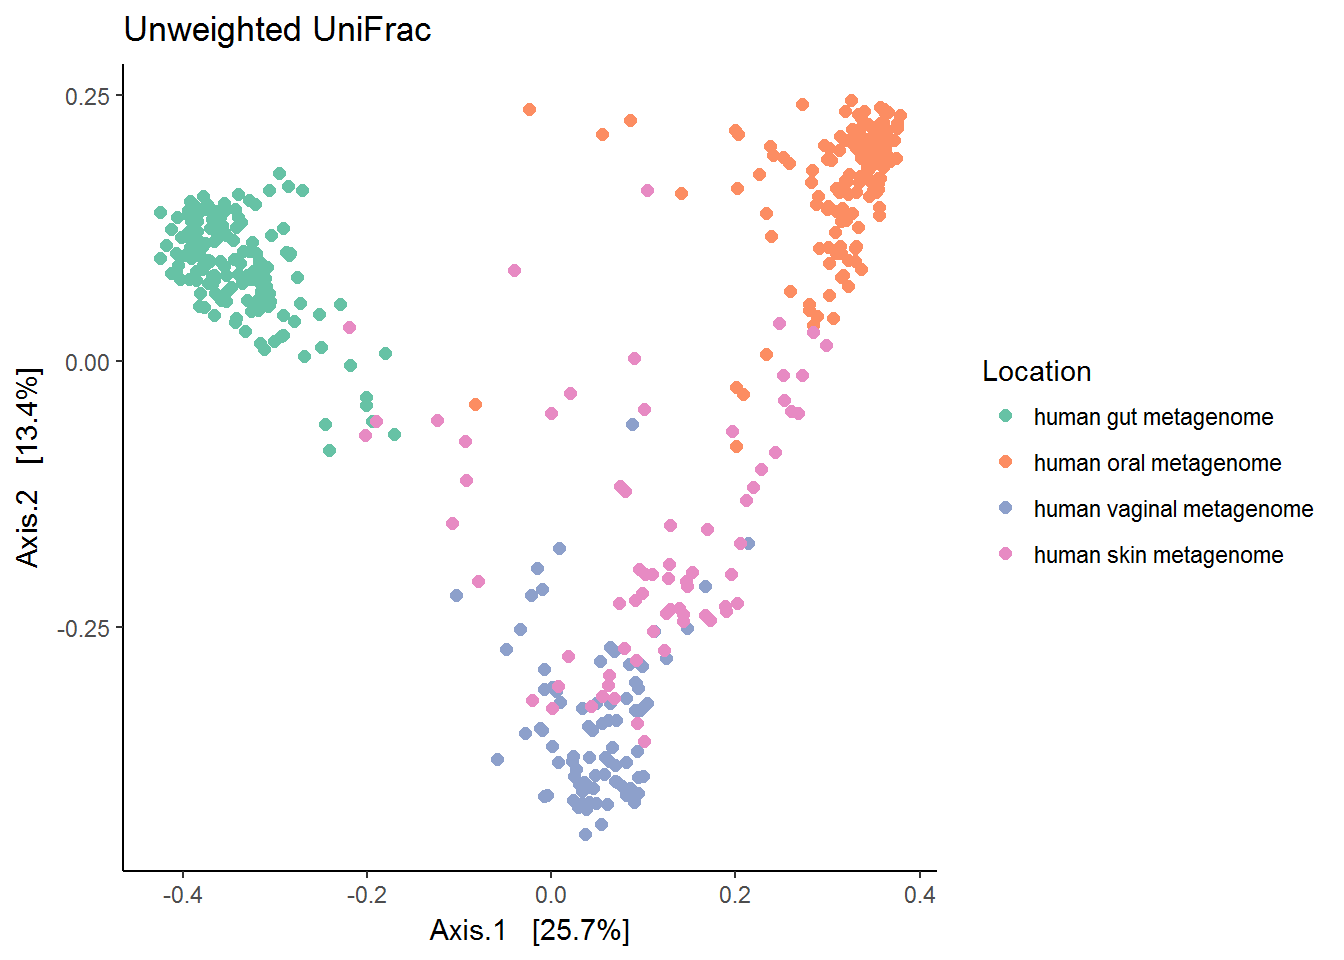 Unweighted UniFrac
0.25
0.00
-0.25
Axis.2 [13.4%]
-0.4
-0.2
0.0
0.2
0.4
Axis.1 [25.7%]
Location
human gut metagenome
human oral metagenome
human vaginal metagenome
human skin metagenome